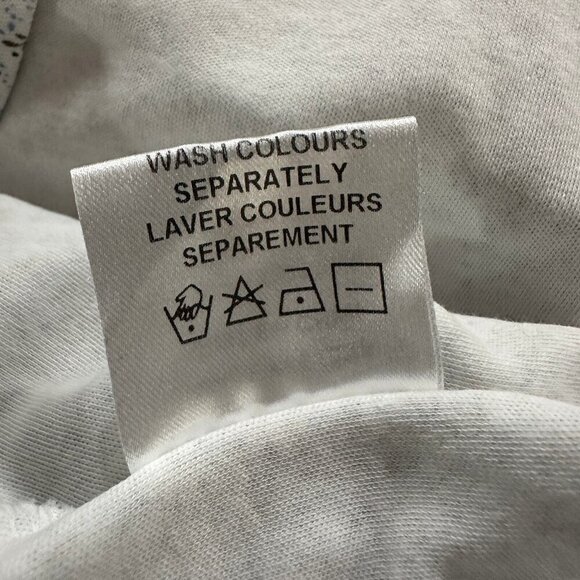 WASH COLOURS
SEPARATELY
LAVER COULEURS
SEPAREMENT